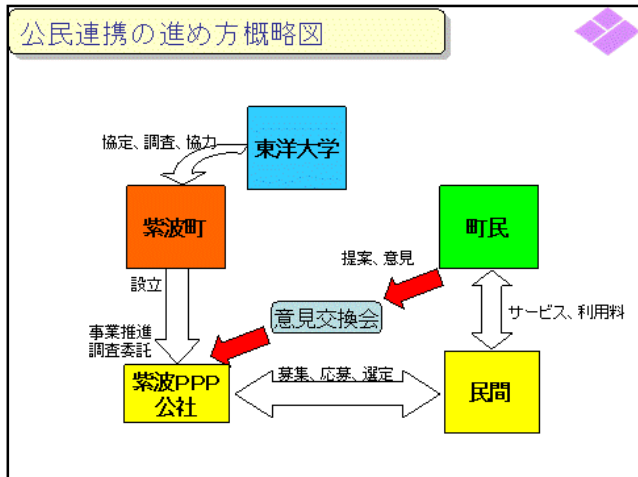 公民連携の進め方概略図
協定、調査、協力
東洋大学
紫波町
町民
提案、意見
設立
意見交換会
サービス、利用料
事業推進
調査委託
紫波PPP
公社
募集、応募、選定
民間